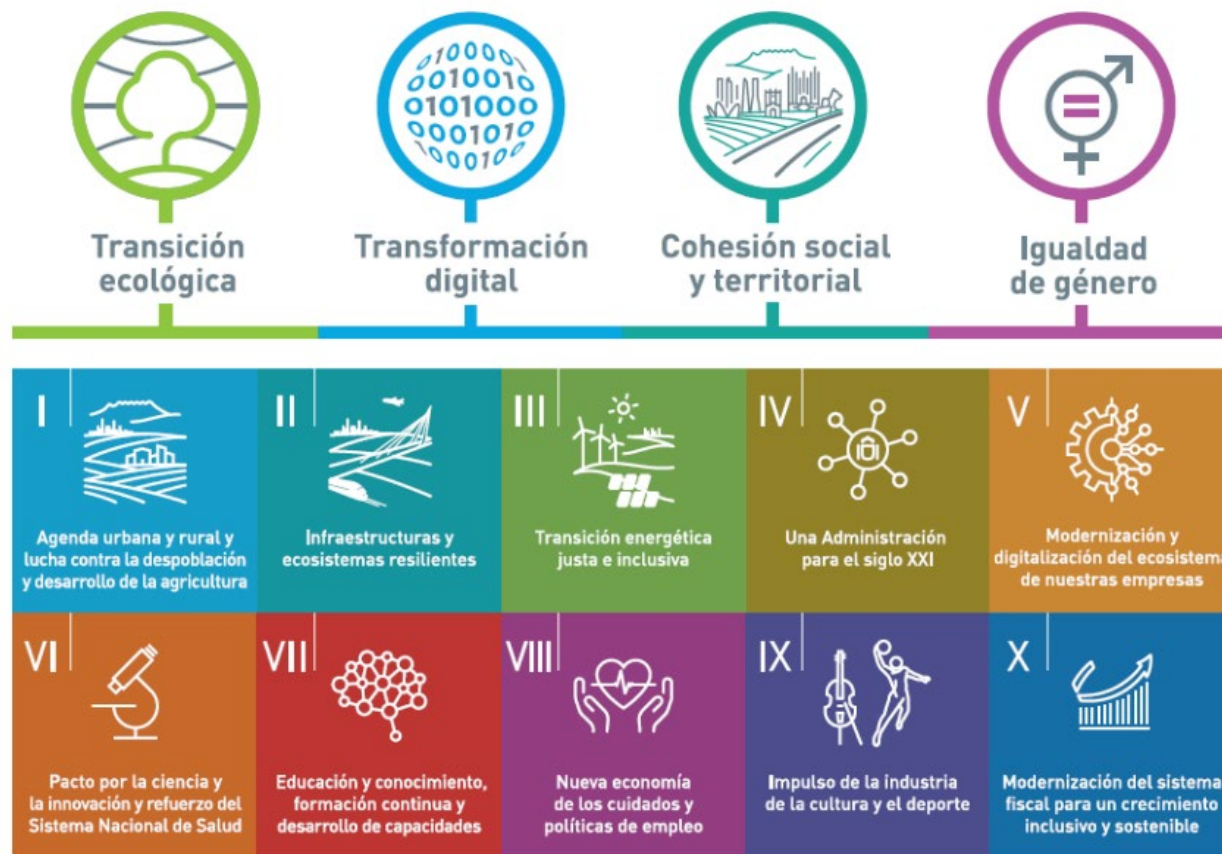 Transición
ecológica
Transformación
digital
Cohesión social
y territorial
Igualdad
de género
I
Agenda urbana y rural y
lucha contra la despoblación
y desarrollo de la agricultura
II
Infraestructuras y
ecosistemas resilientes
III
Transición energética
justa e inclusiva
IV
Una Administración
para el siglo XXI
V
Modernización y
digitalización del ecosistema
de nuestras empresas
VI
Pacto por la ciencia y
la innovación y refuerzo del
Sistema Nacional de Salud
VII
Educación y conocimiento,
formación continua y
desarrollo de capacidades
VIII
Nueva economía
de los cuidados y
políticas de empleo
IX
Impulso de la industria
de la cultura y el deporte
X
Modernización del sistema
fiscal para un crecimiento
inclusivo y sostenible